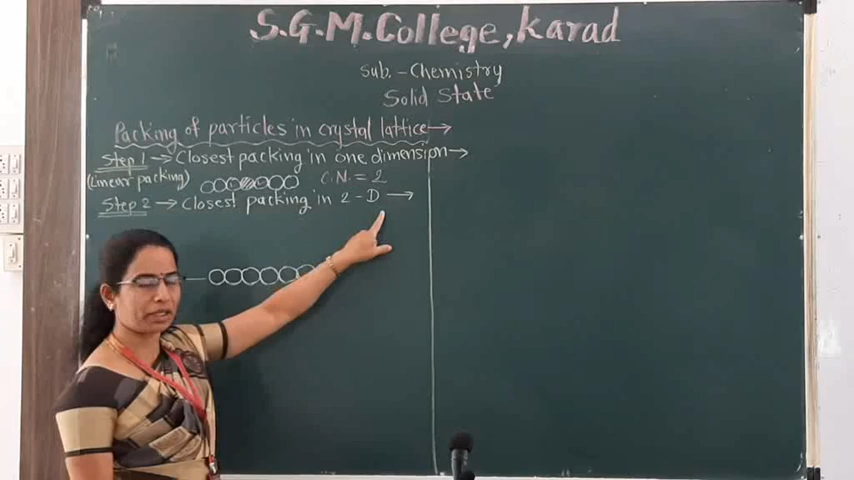 S.G.M.College, Karad
Sub. - Chemistry
Solid State
Packing of particles in crystal lattice →
Step 1 → Closest packing in one dimension →
(Linear packing) C.N. = 2
Step 2 → Closest packing in 2 - D →